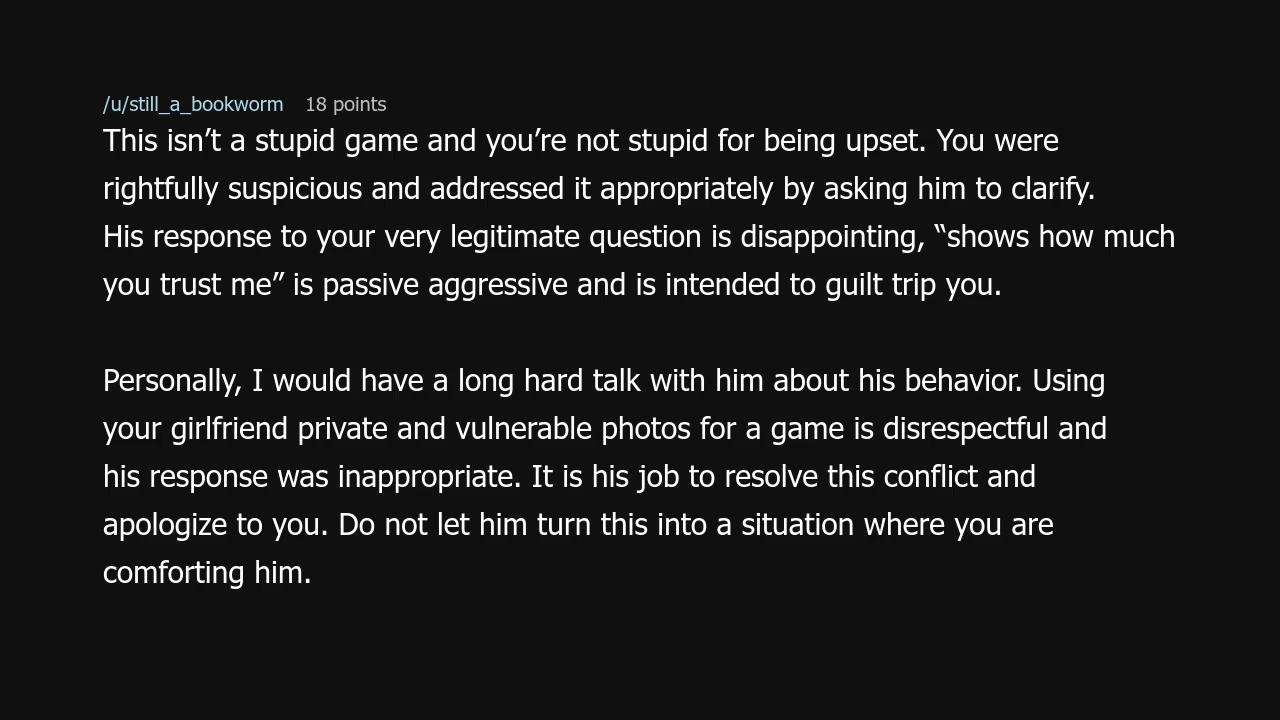 /u/still_a_bookworm 18 points
This isn’t a stupid game and you’re not stupid for being upset. You were
rightfully suspicious and addressed it appropriately by asking him to clarify.
His response to your very legitimate question is disappointing, “shows how much
you trust me” is passive aggressive and is intended to guilt trip you.
Personally, I would have a long hard talk with him about his behavior. Using
your girlfriend private and vulnerable photos for a game is disrespectful and
his response was inappropriate. It is his job to resolve this conflict and
apologize to you. Do not let him turn this into a situation where you are
comforting him.